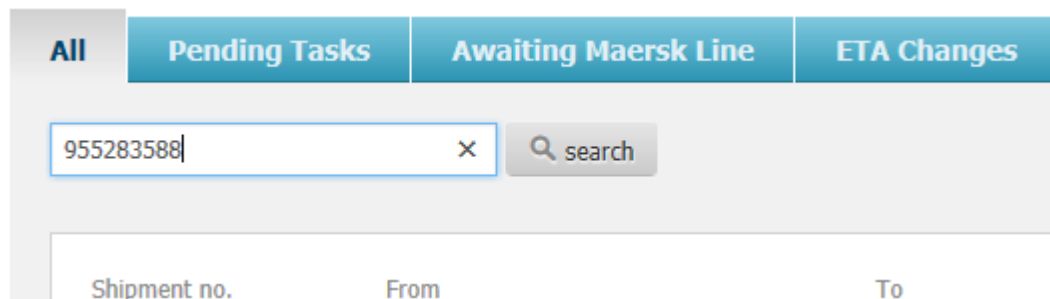 All Pending Tasks Awaiting Maersk Line ETA Changes
955283588 × search
Shipment no. From To